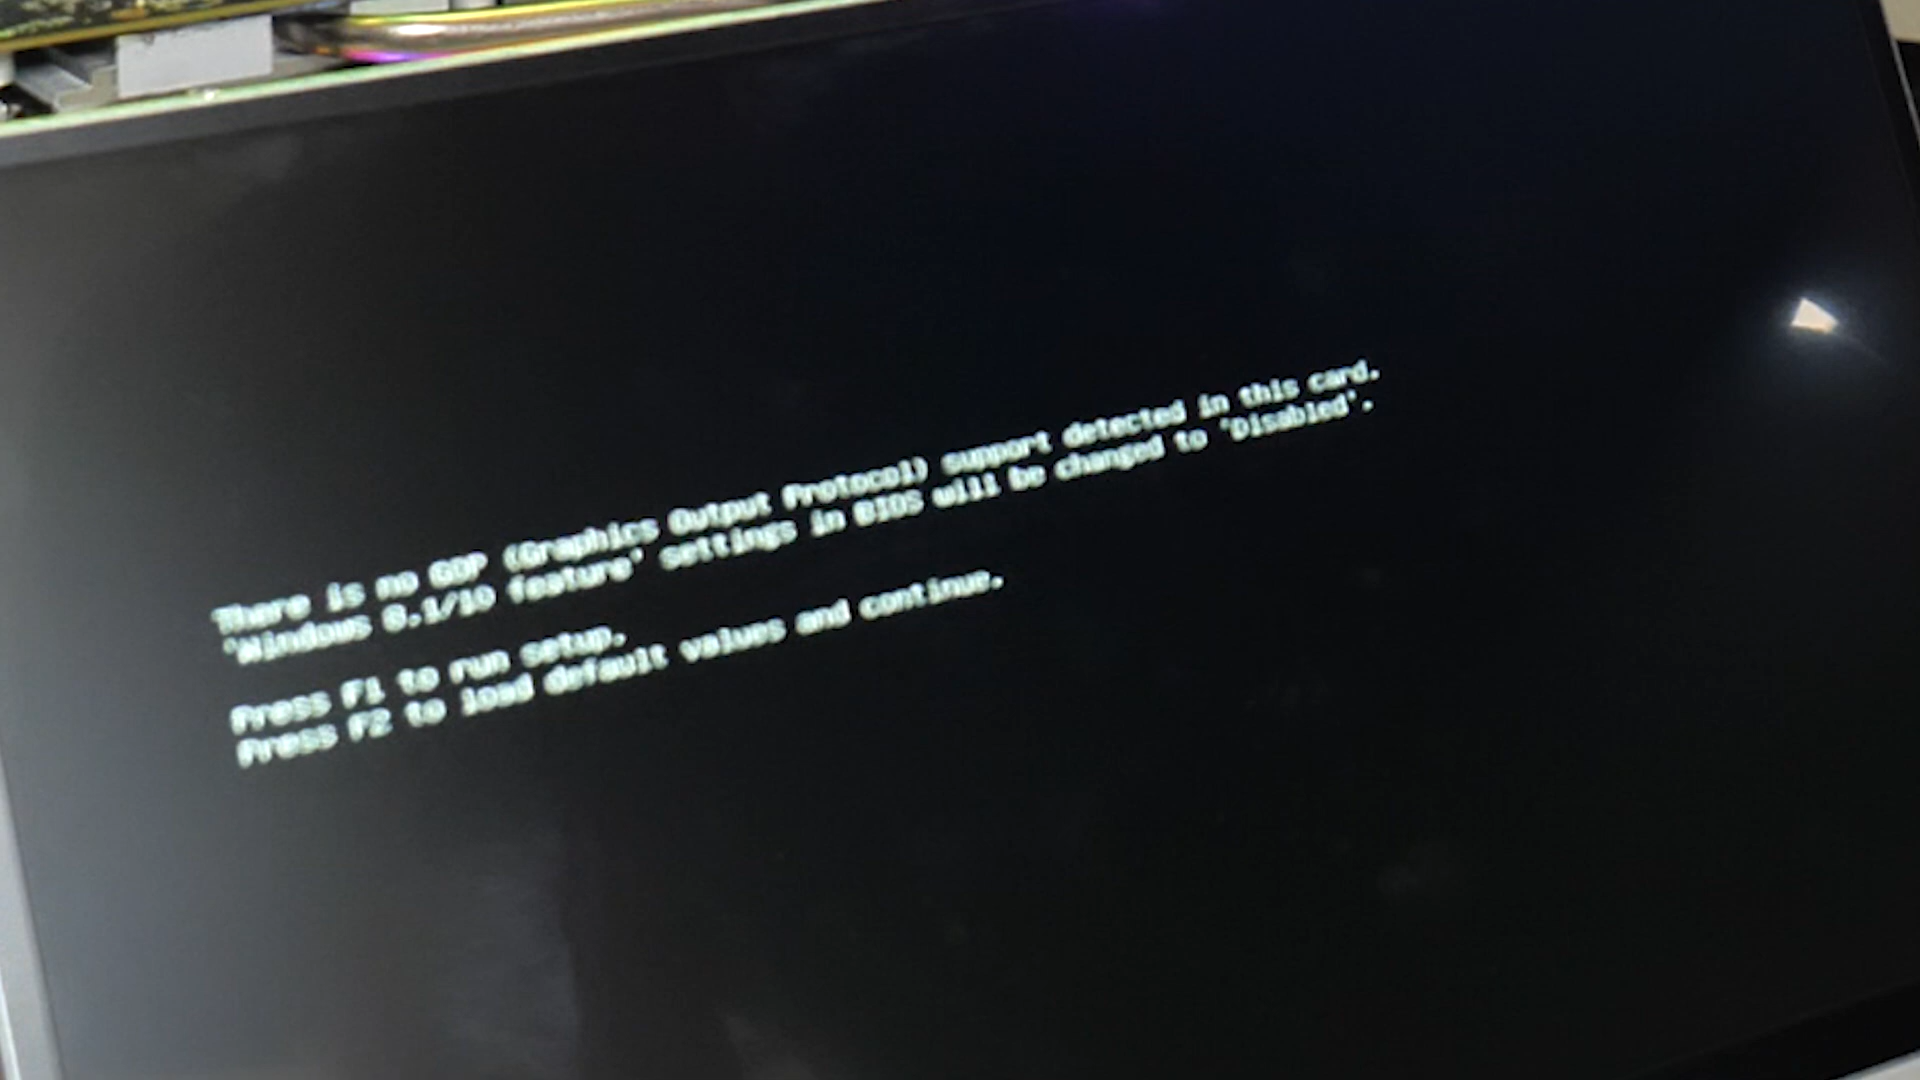 There is no GOP (Graphics Output Protocol) support detected in this card.
'Windows 8.1/10 feature' settings in BIOS will be changed to 'Disabled'.
Press F1 to run setup.
Press F2 to load default values and continue.